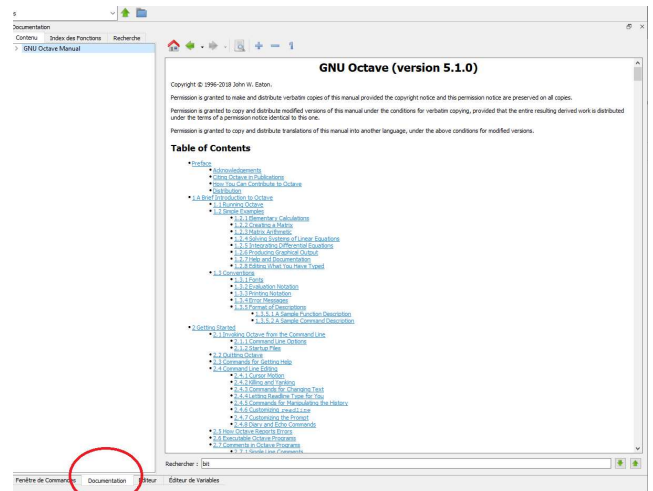 s
Documentation
Contenu Index des Fonctions Recherche
> GNU Octave Manual
GNU Octave (version 5.1.0)
Copyright © 1996-2018 John W. Eaton.
Permission is granted to make and distribute verbatim copies of this manual provided the copyright notice and this permission notice are preserved on all copies.
Permission is granted to copy and distribute modified versions of this manual under the conditions for verbatim copying, provided that the entire resulting derived work is distributed
under the terms of a permission notice identical to this one.
Permission is granted to copy and distribute translations of this manual into another language, under the above conditions for modified versions.
Table of Contents
• Preface
• Acknowledgements
• Citing Octave in Publications
• How You Can Contribute to Octave
• Distribution
• 1 A Brief Introduction to Octave
• 1.1 Running Octave
• 1.2 Simple Examples
• 1.2.1 Elementary Calculations
• 1.2.2 Creating a Matrix
• 1.2.3 Matrix Arithmetic
• 1.2.4 Solving Systems of Linear Equations
• 1.2.5 Integrating Differential Equations
• 1.2.6 Producing Graphical Output
• 1.2.7 Help and Documentation
• 1.2.8 Editing What You Have Typed
• 1.3 Conventions
• 1.3.1 Fonts
• 1.3.2 Evaluation Notation
• 1.3.3 Printing Notation
• 1.3.4 Error Messages
• 1.3.5 Format of Descriptions
• 1.3.5.1 A Sample Function Description
• 1.3.5.2 A Sample Command Description
• 2 Getting Started
• 2.1 Invoking Octave from the Command Line
• 2.1.1 Command Line Options
• 2.1.2 Startup Files
• 2.2 Quitting Octave
• 2.3 Commands for Getting Help
• 2.4 Command Line Editing
• 2.4.1 Cursor Motion
• 2.4.2 Killing and Yanking
• 2.4.3 Commands for Changing Text
• 2.4.4 Letting Readline Type for You
• 2.4.5 Commands for Manipulating the History
• 2.4.6 Customizing readline
• 2.4.7 Customizing the Prompt
• 2.4.8 Diary and Echo Commands
• 2.5 How Octave Reports Errors
• 2.6 Executable Octave Programs
• 2.7 Comments in Octave Programs
• 2.7.1 Single Line Comments
Rechercher : bit
Fenêtre de Commandes Documentation Éditeur Éditeur de Variables